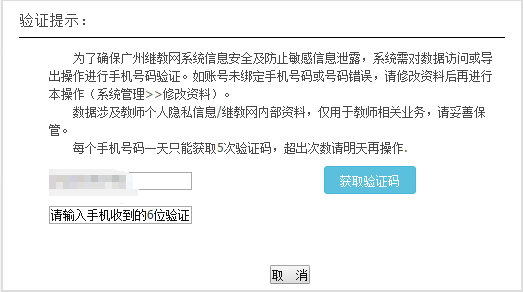 验证提示：
为了确保广州继教网系统信息安全及防止敏感信息泄露，系统需对数据访问或导
出操作进行手机号码验证。如账号未绑定手机号码或号码错误，请修改资料后再进行
本操作（系统管理>>修改资料）。
数据涉及教师个人隐私信息/继教网内部资料，仅用于教师相关业务，请妥善保
管。
每个手机号码一天只能获取5次验证码，超出次数请明天再操作.
获取验证码
请输入手机收到的6位验证
取 消